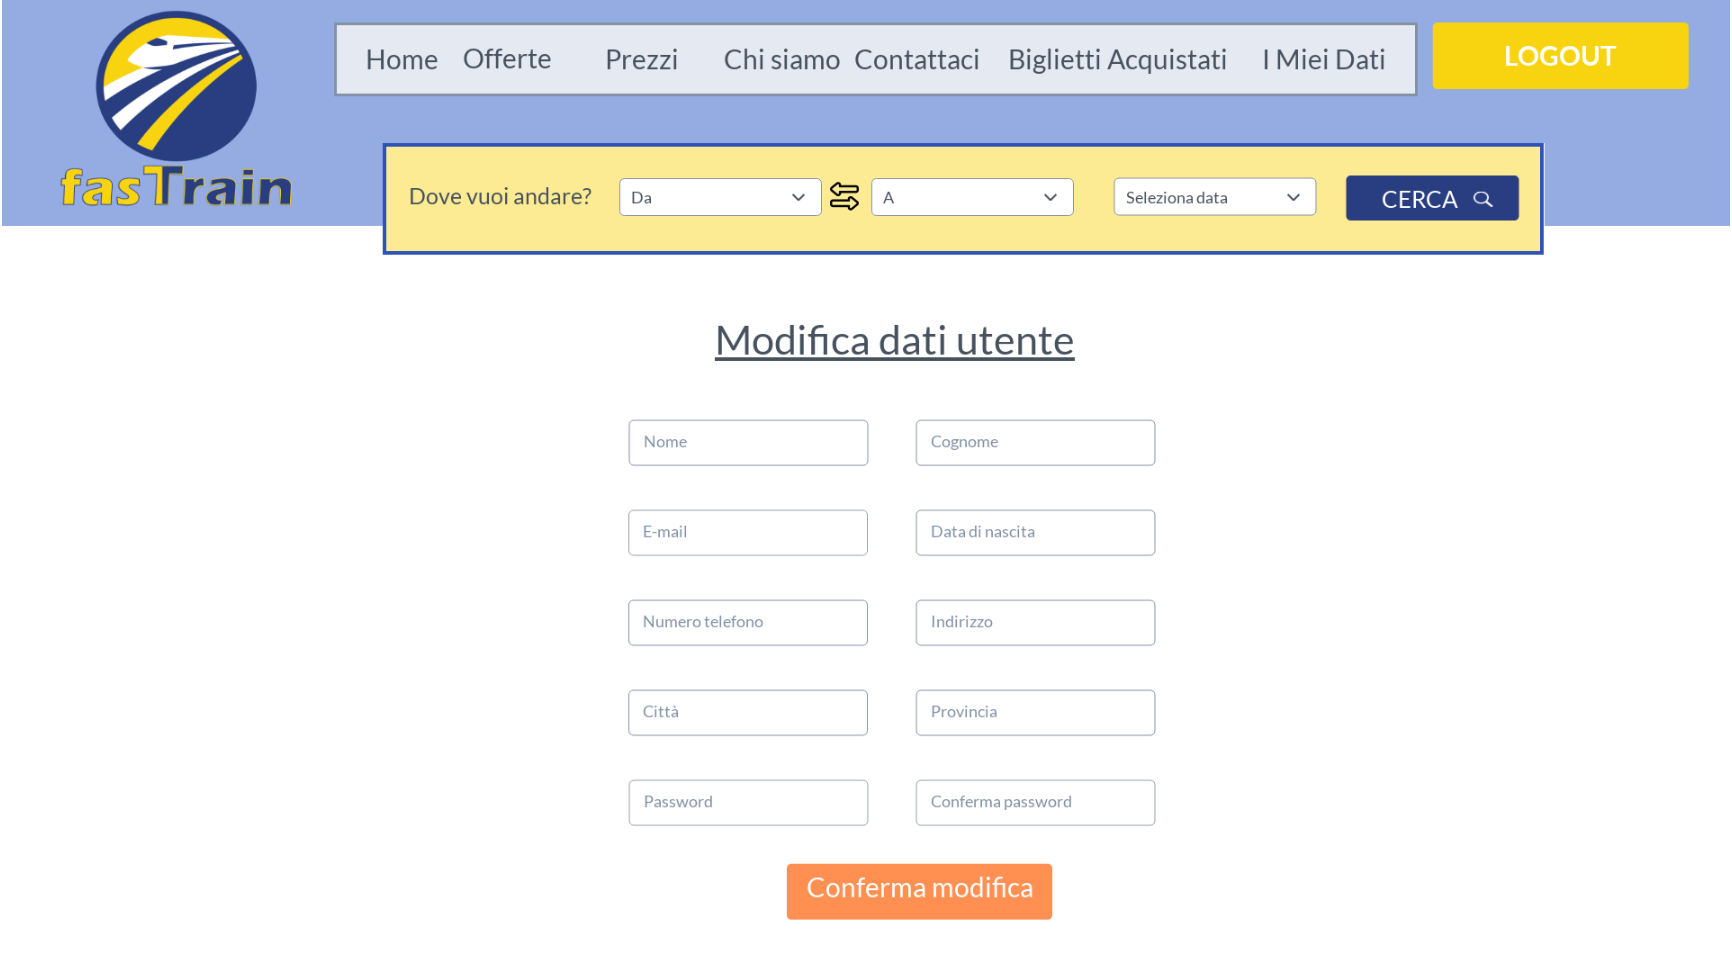 fasTrain
Home Offerte Prezzi Chi siamo Contattaci Biglietti Acquistati I Miei Dati
LOGOUT
Dove vuoi andare? Da A Seleziona data CERCA
Modifica dati utente
Nome Cognome
E-mail Data di nascita
Numero telefono Indirizzo
Città Provincia
Password Conferma password
Conferma modifica